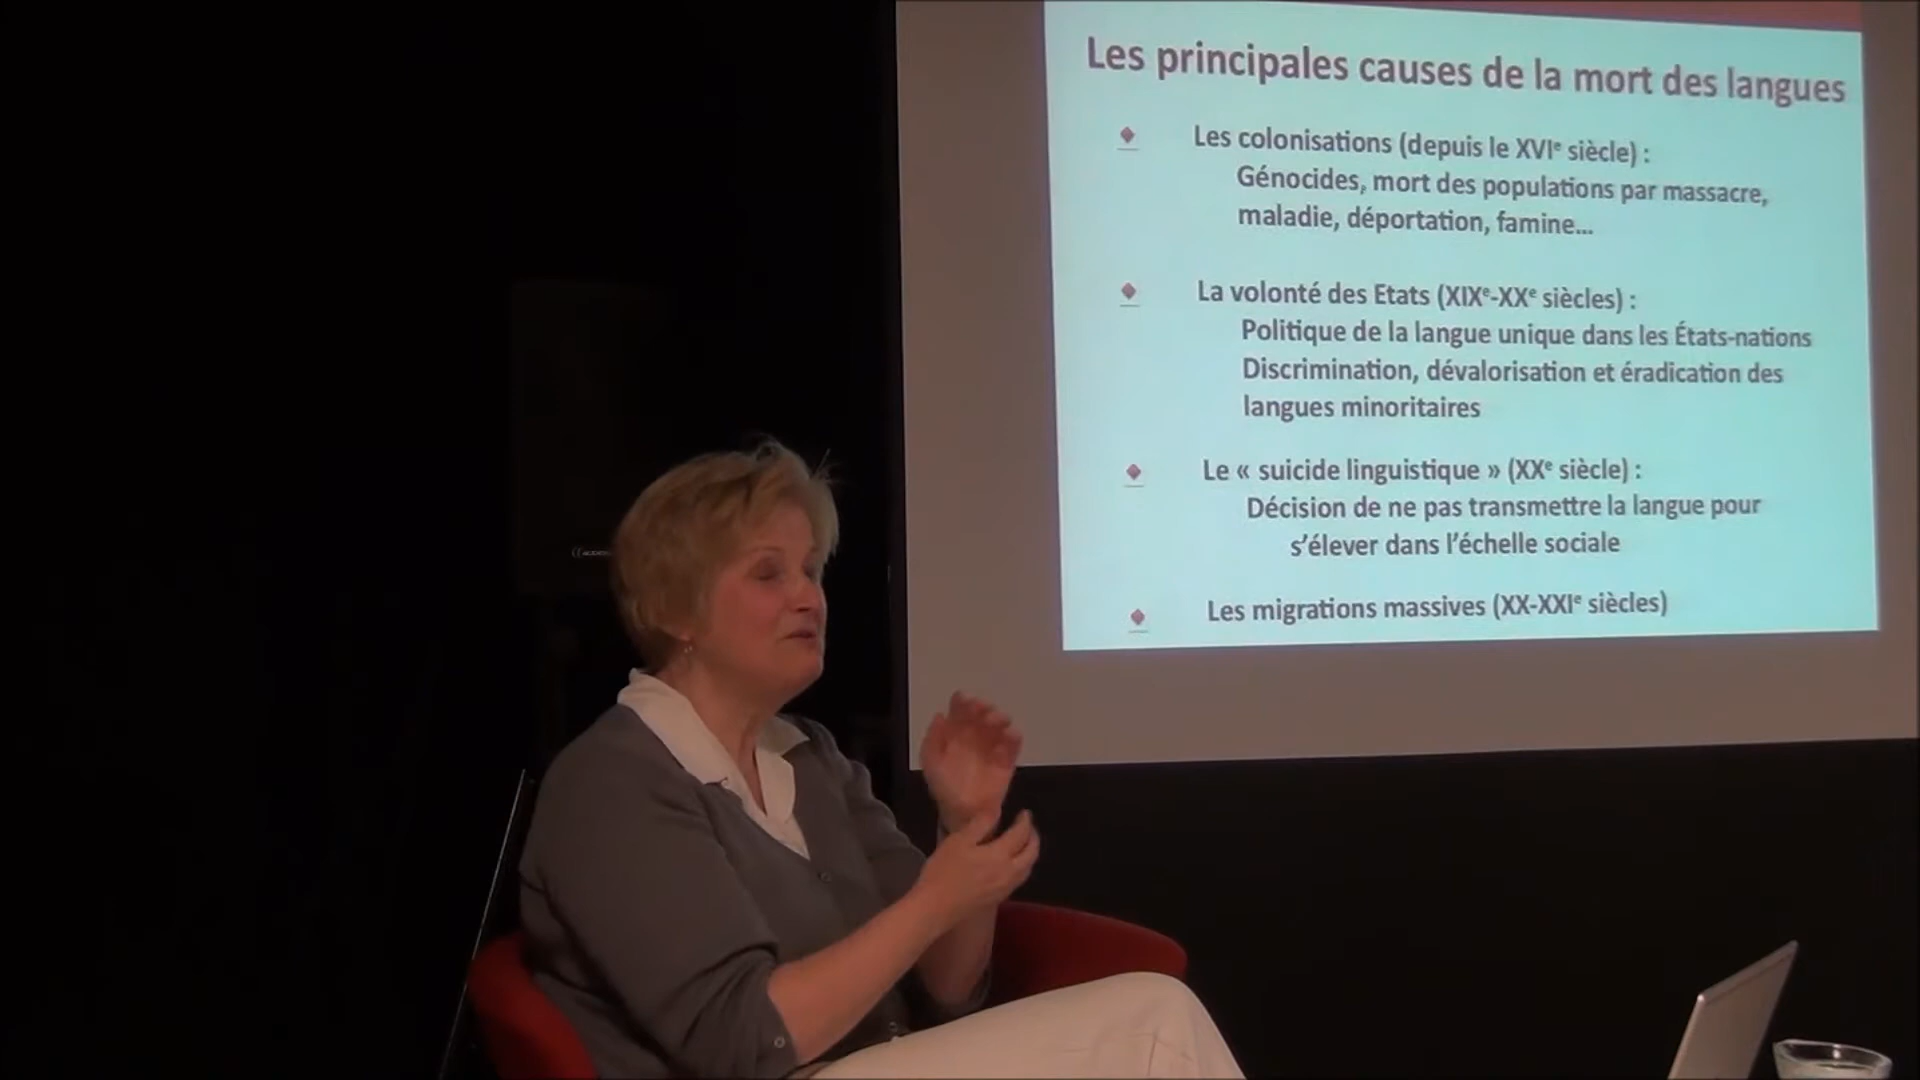 Les principales causes de la mort des langues
Les colonisations (depuis le XVIe siècle) :
Génocides, mort des populations par massacre,
maladie, déportation, famine...
La volonté des Etats (XIXe-XXe siècles) :
Politique de la langue unique dans les États-nations
Discrimination, dévalorisation et éradication des
langues minoritaires
Le « suicide linguistique » (XXe siècle) :
Décision de ne pas transmettre la langue pour
s'élever dans l'échelle sociale
Les migrations massives (XX-XXIe siècles)